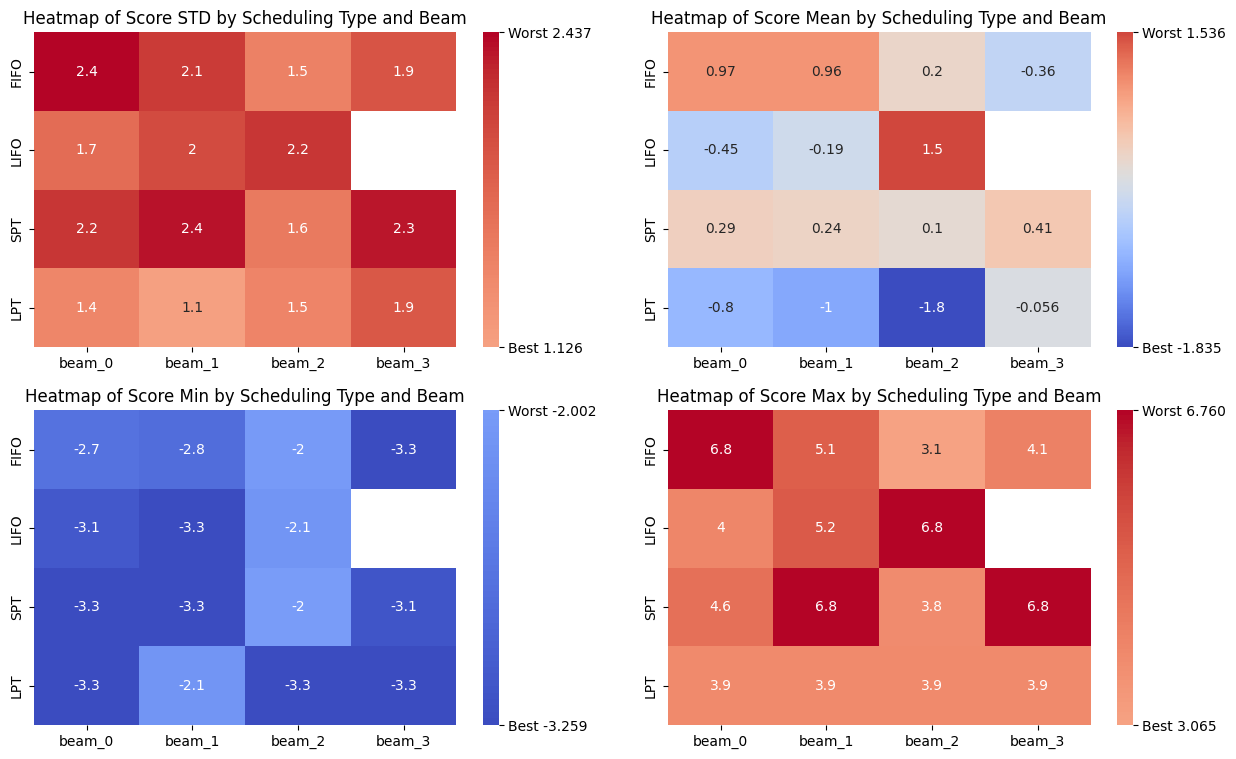 Heatmap of Score STD by Scheduling Type and Beam
FIFO 2.4 2.1 1.5 1.9
LIFO 1.7 2 2.2
SPT 2.2 2.4 1.6 2.3
LPT 1.4 1.1 1.5 1.9
beam_0 beam_1 beam_2 beam_3
Worst 2.437
Best 1.126
Heatmap of Score Mean by Scheduling Type and Beam
FIFO 0.97 0.96 0.2 -0.36
LIFO -0.45 -0.19 1.5
SPT 0.29 0.24 0.1 0.41
LPT -0.8 -1 -1.8 -0.056
beam_0 beam_1 beam_2 beam_3
Worst 1.536
Best -1.835
Heatmap of Score Min by Scheduling Type and Beam
FIFO -2.7 -2.8 -2 -3.3
LIFO -3.1 -3.3 -2.1
SPT -3.3 -3.3 -2 -3.1
LPT -3.3 -2.1 -3.3 -3.3
beam_0 beam_1 beam_2 beam_3
Worst -2.002
Best -3.259
Heatmap of Score Max by Scheduling Type and Beam
FIFO 6.8 5.1 3.1 4.1
LIFO 4 5.2 6.8
SPT 4.6 6.8 3.8 6.8
LPT 3.9 3.9 3.9 3.9
beam_0 beam_1 beam_2 beam_3
Worst 6.760
Best 3.065